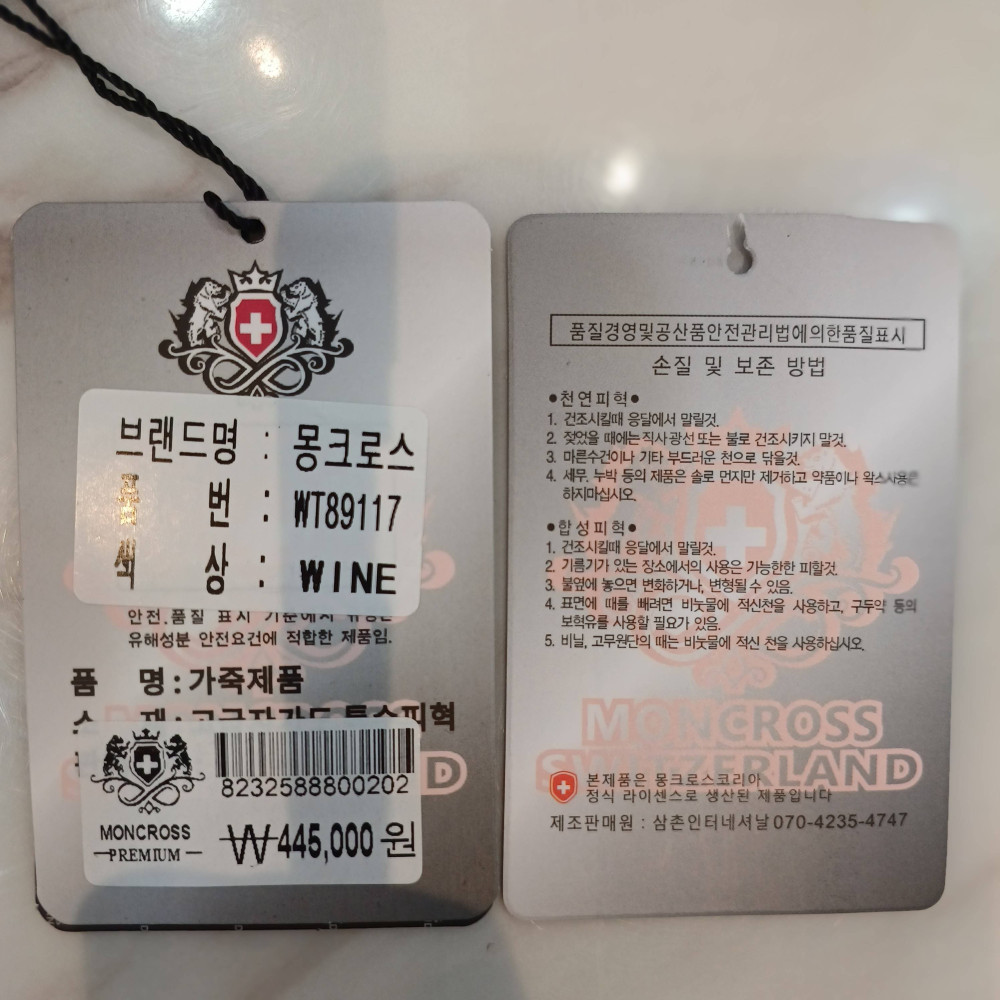 브랜드명 : 몽크로스
품 번 : WT89117
색 상 : WINE
안전.품질 표시
유해성분 안전요건에 적합한 제품임.
품 명 : 가죽제품
8232588800202
MONCROSS
PREMIUM
₩445,000 원
품질경영및공산품안전관리법에의한품질표시
손질 및 보존 방법
●천연피혁●
1. 건조시킬때 응달에서 말릴것.
2. 젖었을 때에는 직사광선 또는 불로 건조시키지 말것.
3. 마른수건이나 기타 부드러운 천으로 닦을것.
4. 세무, 누박 등의 제품은 솔로 먼지만 제거하고 약품이나 왁스사용은
하지마십시오.
●합성피혁●
1. 건조시킬때 응달에서 말릴것.
2. 기름기가 있는 장소에서의 사용은 가능한한 피할것.
3. 불옆에 놓으면 변화하거나, 변형될 수 있음.
4. 표면에 때를 빼려면 비눗물에 적신천을 사용하고, 구두약 등의
보혁유를 사용할 필요가 있음.
5. 비닐, 고무원단의 때는 비눗물에 적신 천을 사용하십시오.
MONCROSS
SWITZERLAND
본제품은 몽크로스코리아
정식 라이센스로 생산된 제품입니다
제조판매원 : 삼촌인터네셔날 070-4235-4747